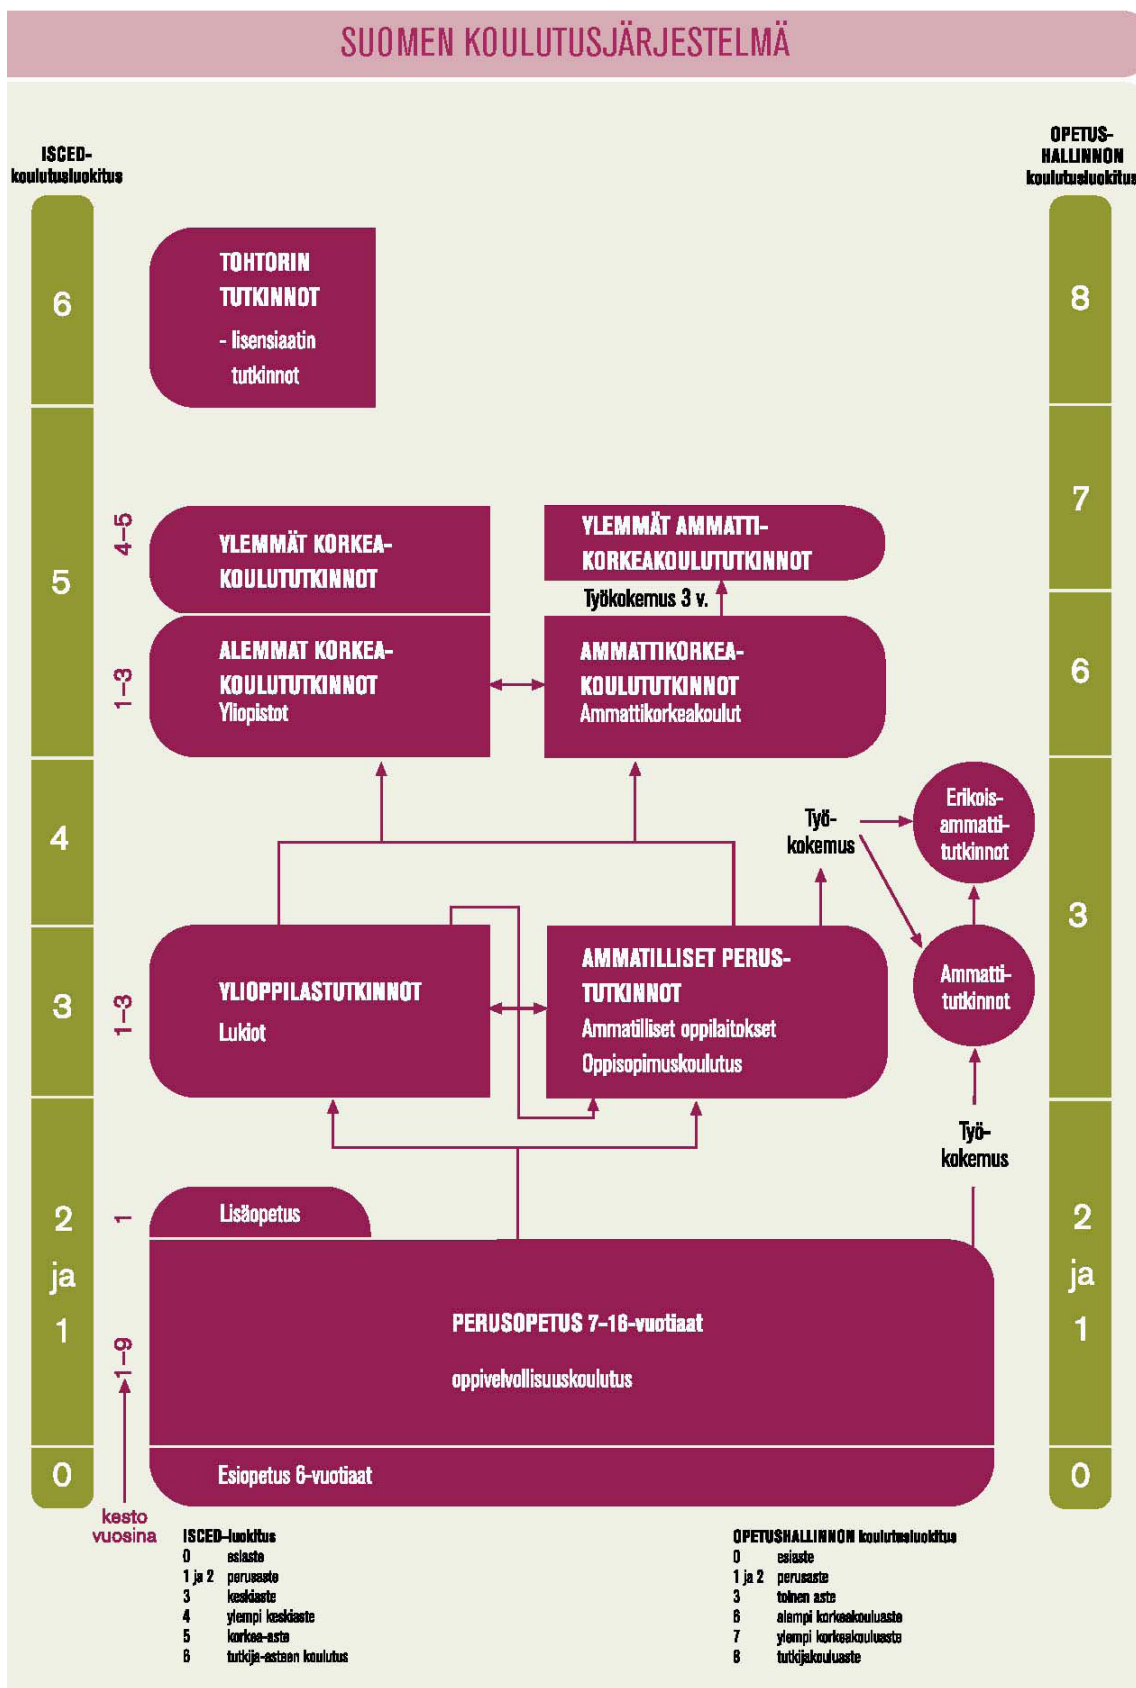 SUOMEN KOULUTUSJÄRJESTELMÄ
ISCED-
koulutusluokitus
OPETUS-
HALLINNON
koulutusluokitus
6
5
4
3
2
ja
1
0
4–5
1–3
1–3
1
1–9
kesto
vuosina
TOHTORIN
TUTKINNOT
- lisensiaatin
tutkinnot
YLEMMÄT KORKEA-
KOULUTUTKINNOT
YLEMMÄT AMMATTI-
KORKEAKOULUTUTKINNOT
Työkokemus 3 v.
ALEMMAT KORKEA-
KOULUTUTKINNOT
Yliopistot
AMMATTIKORKEA-
KOULUTUTKINNOT
Ammattikorkeakoulut
Työ-
kokemus
Erikois-
ammatti-
tutkinnot
YLIOPPILASTUTKINNOT
Lukiot
AMMATILLISET PERUS-
TUTKINNOT
Ammatilliset oppilaitokset
Oppisopimuskoulutus
Ammatti-
tutkinnot
Työ-
kokemus
Lisäopetus
PERUSOPETUS 7–16-vuotiaat
oppivelvollisuuskoulutus
Esiopetus 6-vuotiaat
8
7
6
3
2
ja
1
0
ISCED-luokitus
0 esiaste
1 ja 2 perusaste
3 keskiaste
4 ylempi keskiaste
5 korkea-aste
6 tutkija-asteen koulutus
OPETUSHALLINNON koulutusluokitus
0 esiaste
1 ja 2 perusaste
3 toinen aste
6 alempi korkeakouluaste
7 ylempi korkeakouluaste
8 tutkijakouluaste